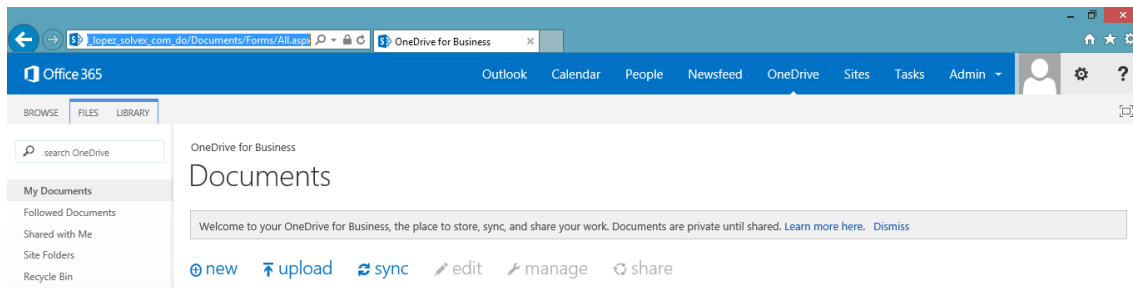 _lopez_solvex_com_do/Documents/Forms/All.aspx
OneDrive for Business
Office 365
Outlook Calendar People Newsfeed OneDrive Sites Tasks Admin
?
BROWSE FILES LIBRARY
search OneDrive
OneDrive for Business
Documents
My Documents
Followed Documents
Shared with Me
Site Folders
Recycle Bin
Welcome to your OneDrive for Business, the place to store, sync, and share your work. Documents are private until shared. Learn more here. Dismiss
new upload sync edit manage share